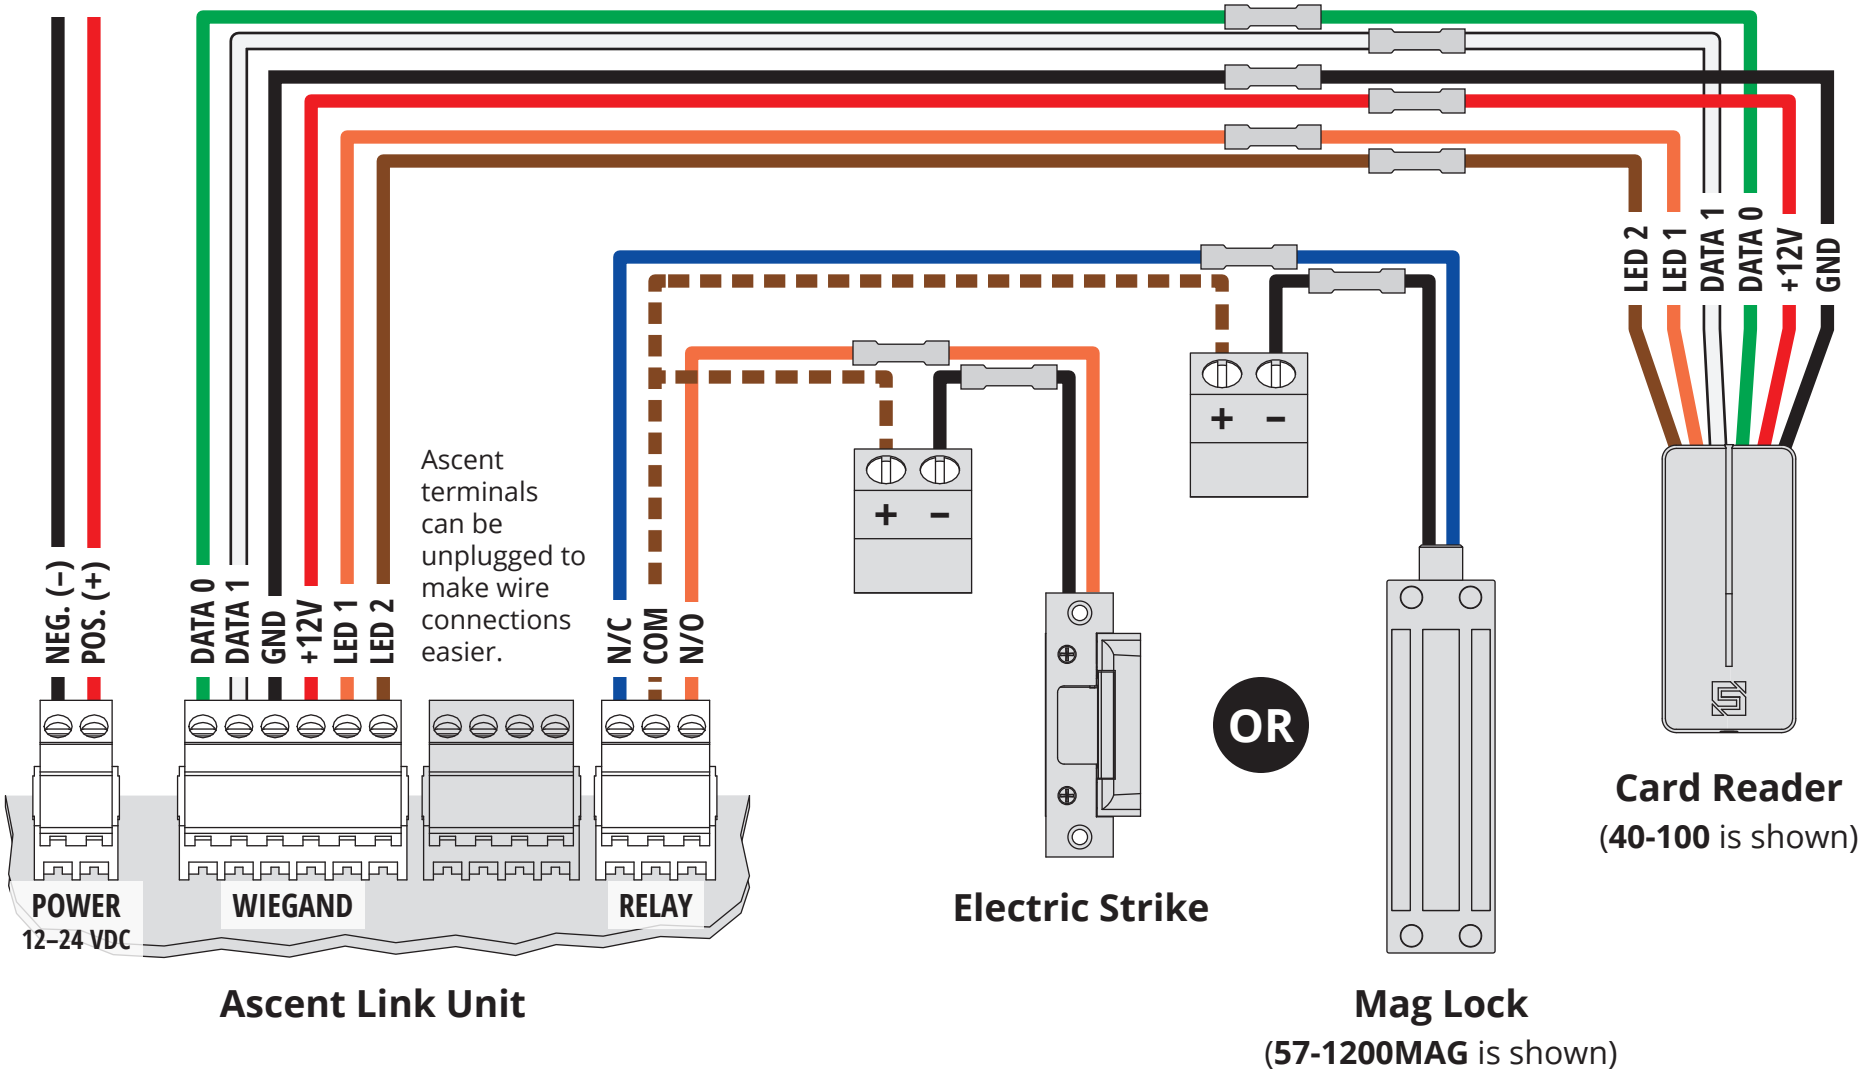 LED 2
LED 1
DATA 1
DATA 0
+12V
GND
+ −
+ −
Ascent
terminals
can be
unplugged to
make wire
connections
easier.
NEG. (−)
POS. (+)
DATA 0
DATA 1
GND
+12V
LED 1
LED 2
N/C
COM
N/O
OR
Card Reader
(40-100 is shown)
POWER
12–24 VDC
WIEGAND
RELAY
Electric Strike
Ascent Link Unit
Mag Lock
(57-1200MAG is shown)